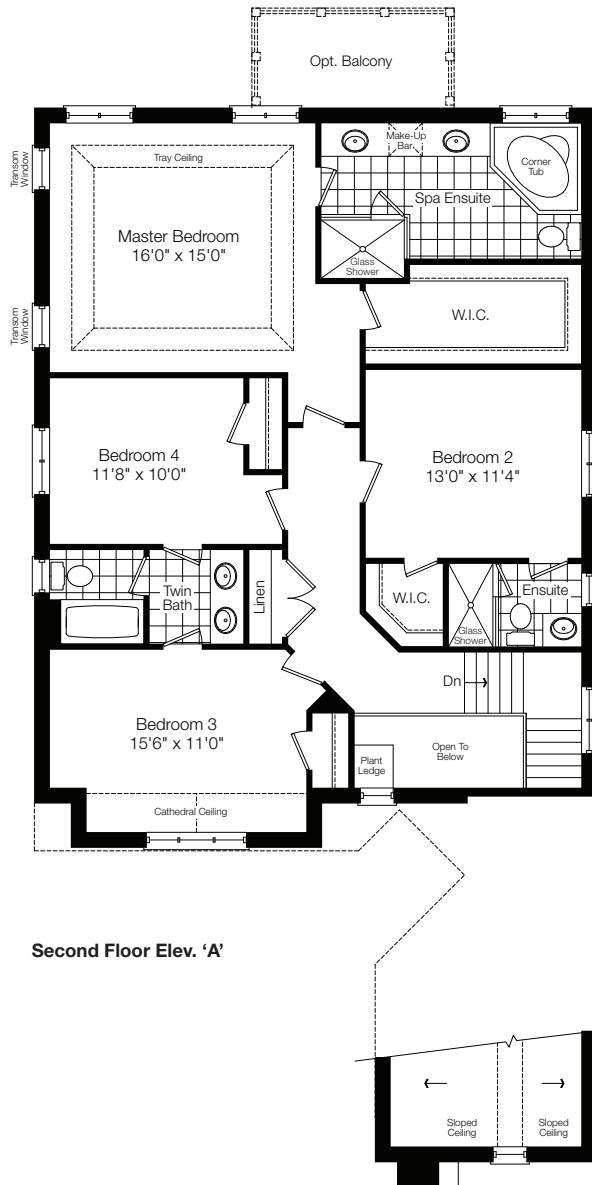 Opt. Balcony
Make-Up
Bar
Corner
Tub
Transom
Window
Tray Ceiling
Spa Ensuite
Master Bedroom
16'0" x 15'0"
Glass
Shower
Transom
Window
W.I.C.
Bedroom 4
11'8" x 10'0"
Bedroom 2
13'0" x 11'4"
Twin
Bath
Linen
W.I.C.
Glass
Shower
Ensuite
Dn
Bedroom 3
15'6" x 11'0"
Plant
Ledge
Open To
Below
Cathedral Ceiling
Second Floor Elev. ‘A’
Sloped
Ceiling
Sloped
Ceiling